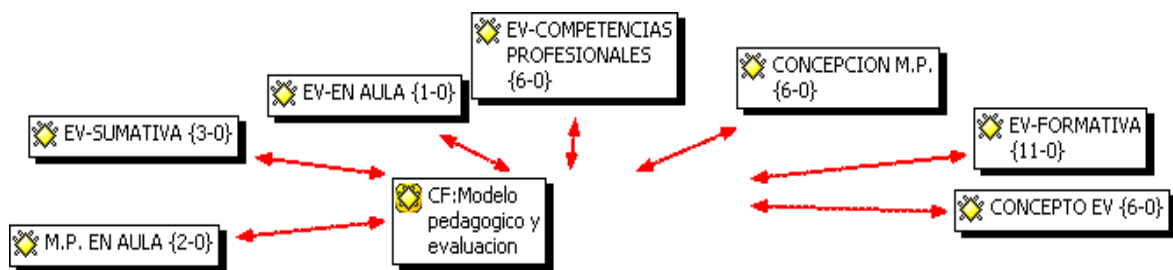 EV-COMPETENCIAS
PROFESIONALES
{6-0}
CONCEPCION M.P.
{6-0}
EV-EN AULA {1-0}
EV-SUMATIVA {3-0}
EV-FORMATIVA
{11-0}
CF:Modelo
pedagogico y
evaluacion
CONCEPTO EV {6-0}
M.P. EN AULA {2-0}